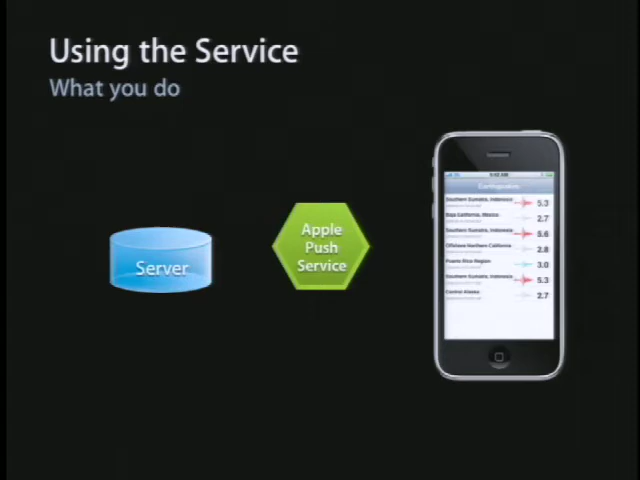 Using the Service
What you do
Server
Apple
Push
Service
Earthquakes
Southern Sumatra, Indonesia 5.3
Baja California, Mexico 2.7
Southern Sumatra, Indonesia 5.6
Offshore Northern California 2.8
Puerto Rico Region 3.0
Southern Sumatra, Indonesia 5.3
Central Alaska 2.7